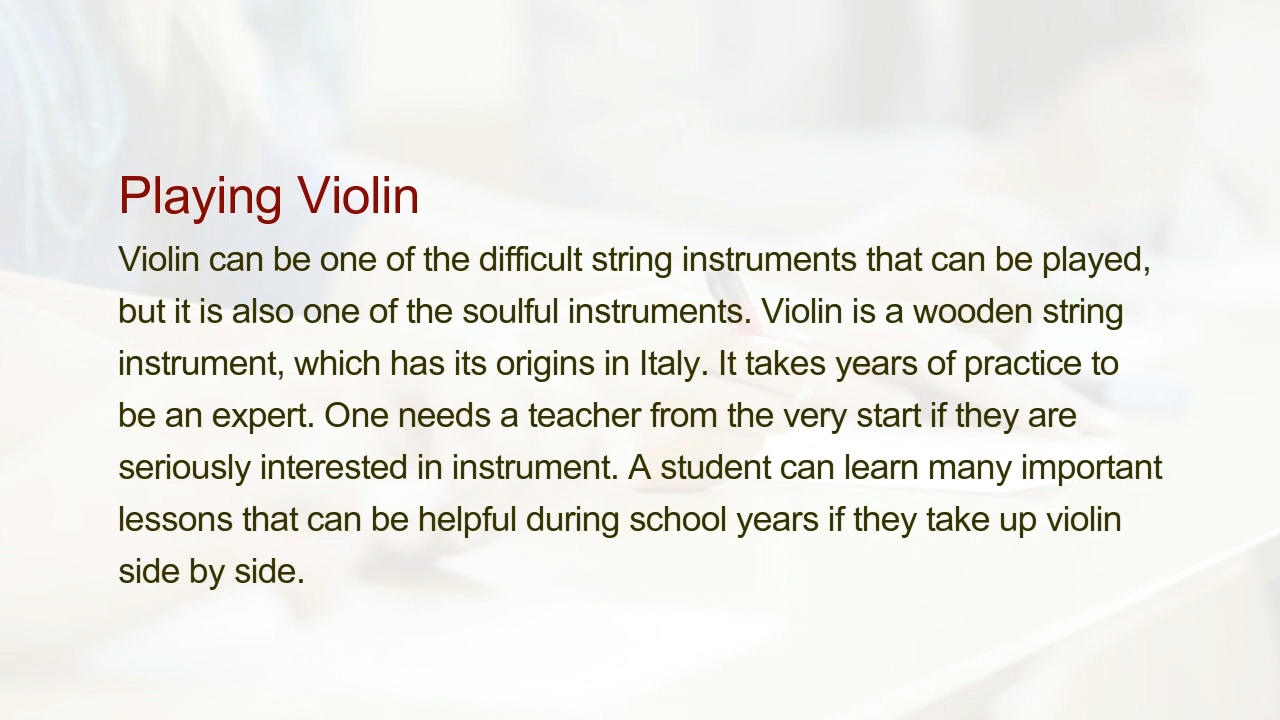 Playing Violin
Violin can be one of the difficult string instruments that can be played,
but it is also one of the soulful instruments. Violin is a wooden string
instrument, which has its origins in Italy. It takes years of practice to
be an expert. One needs a teacher from the very start if they are
seriously interested in instrument. A student can learn many important
lessons that can be helpful during school years if they take up violin
side by side.